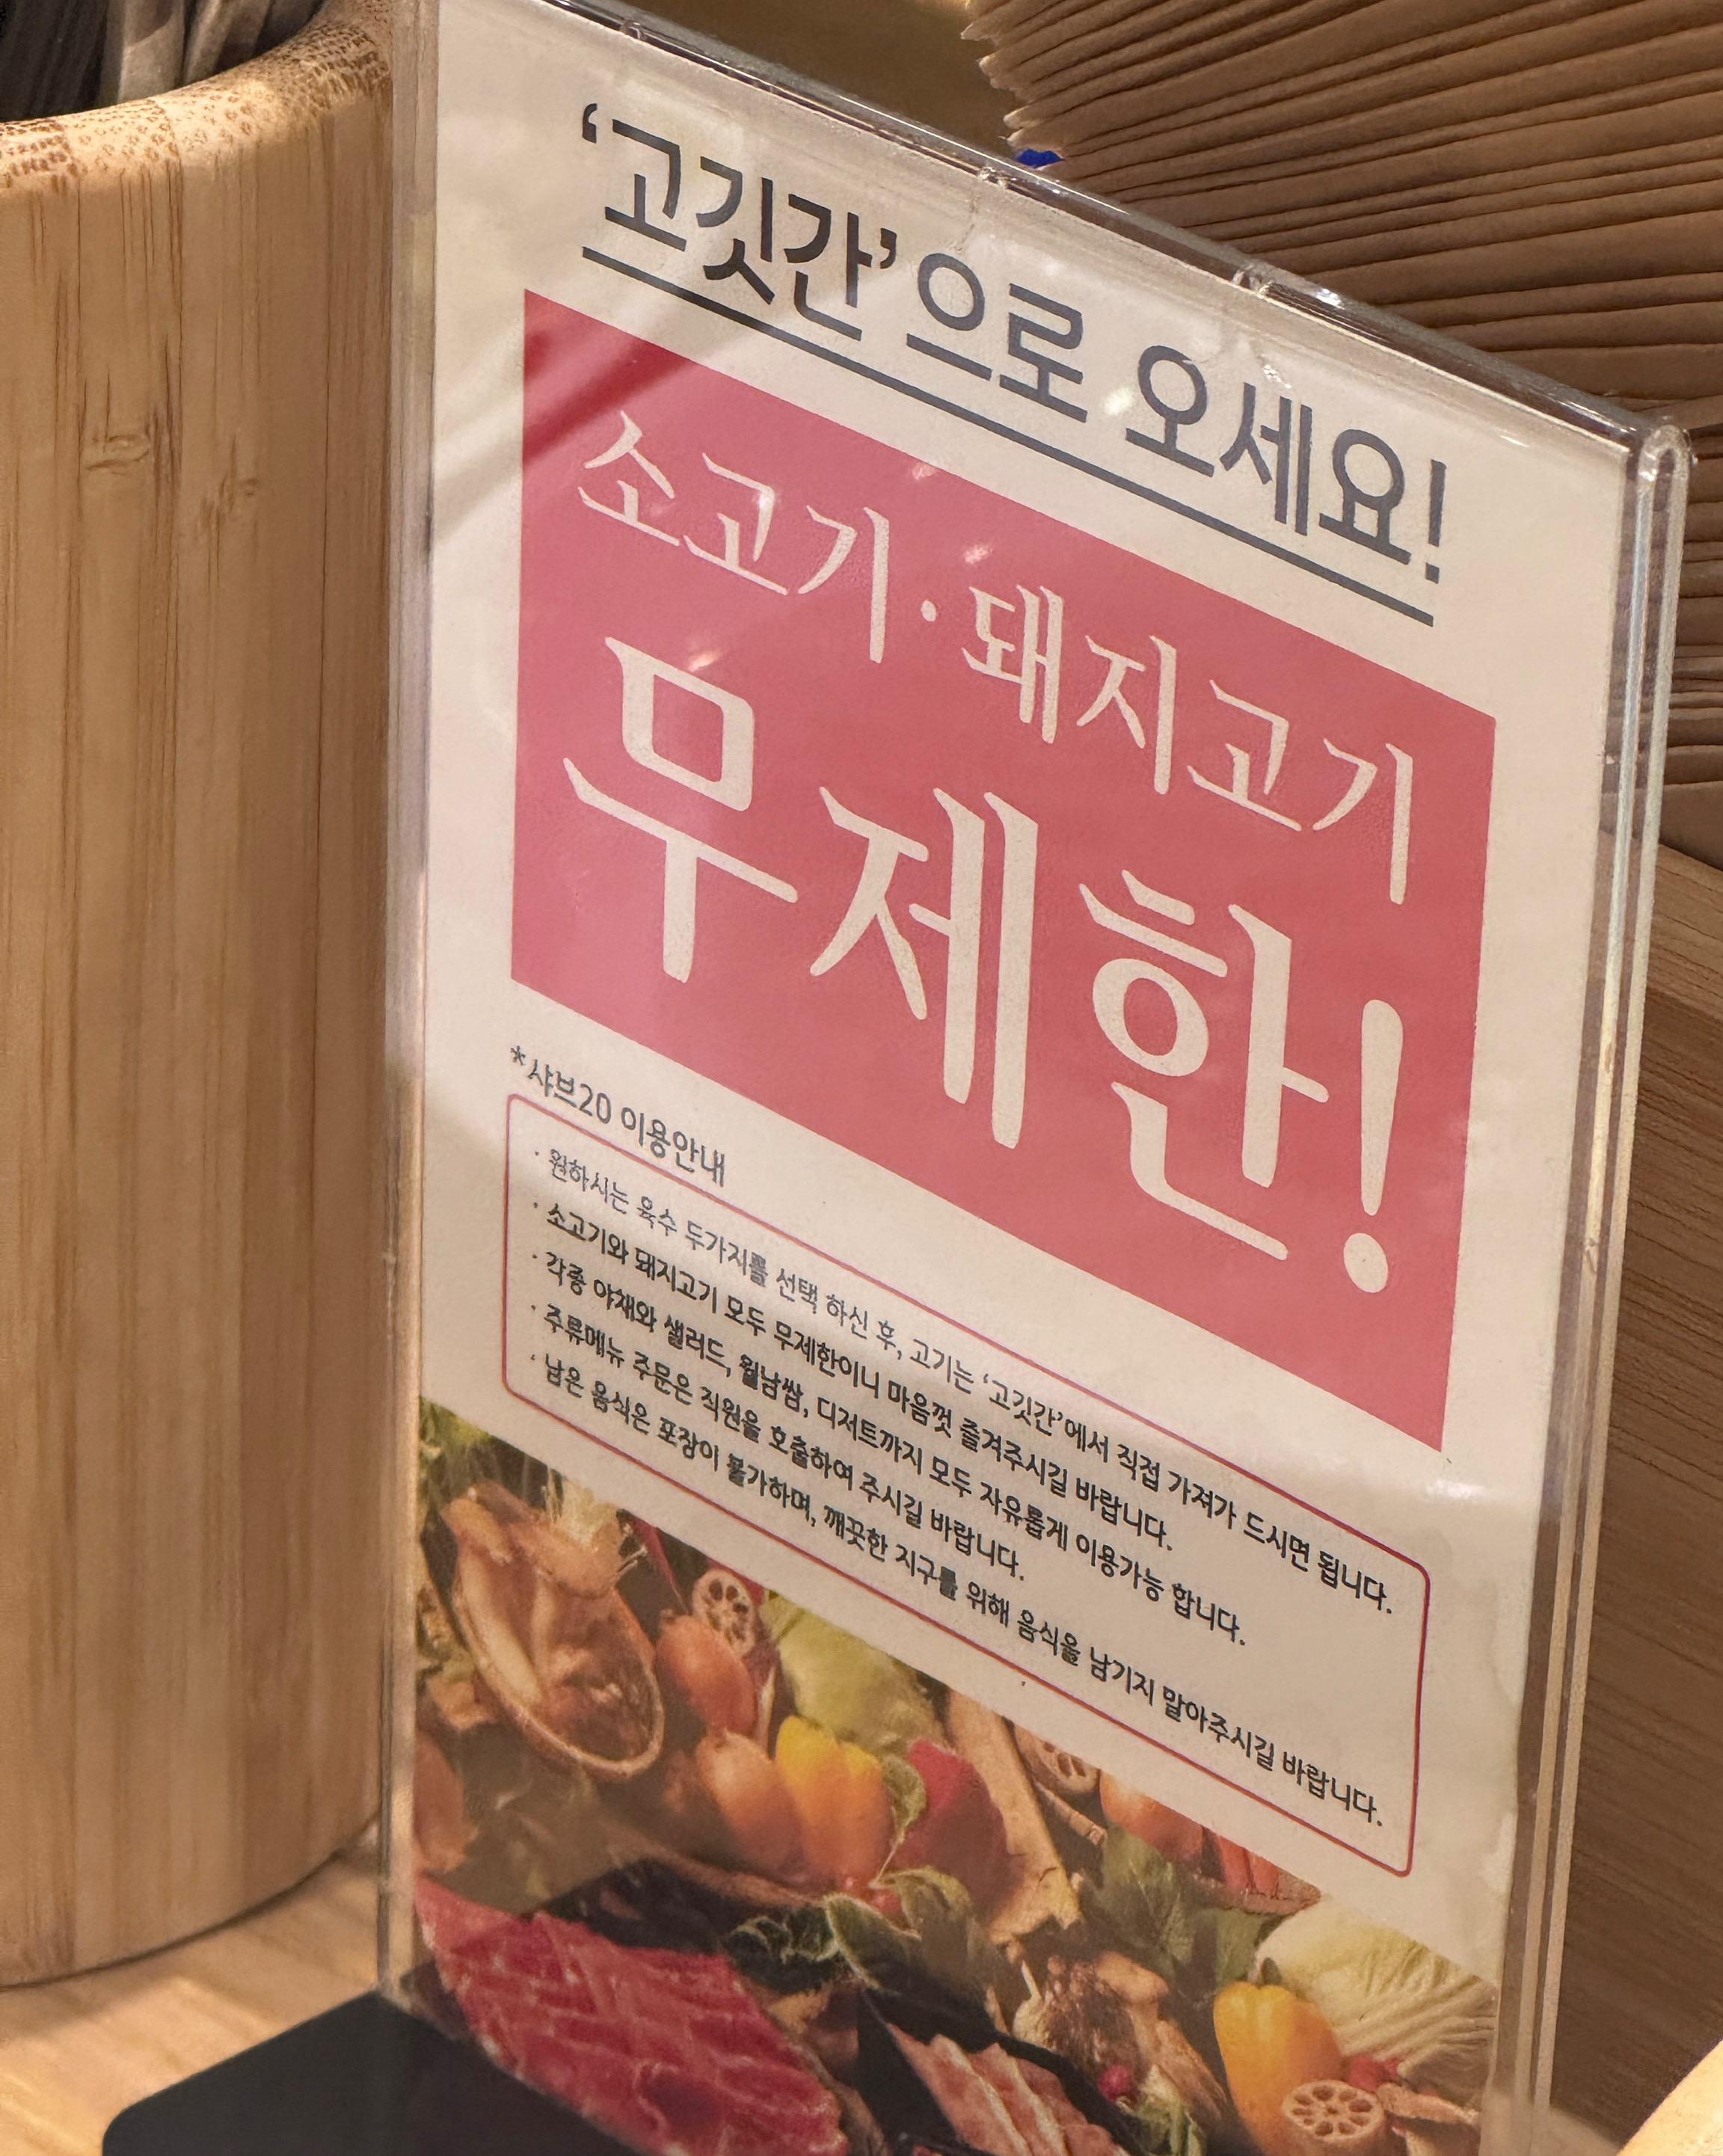 ‘고깃간’으로 오세요!
소고기·돼지고기
무제한!
*샤브20 이용안내
· 원하시는 육수 두가지를 선택 하신 후, 고기는 ‘고깃간’에서 직접 가져가 드시면 됩니다.
· 소고기와 돼지고기 모두 무제한이니 마음껏 즐겨주시길 바랍니다.
· 각종 야채와 샐러드, 월남쌈, 디저트까지 모두 자유롭게 이용가능 합니다.
· 주류메뉴 주문은 직원을 호출하여 주시길 바랍니다.
· 남은 음식은 포장이 불가하며, 깨끗한 지구를 위해 음식을 남기지 말아주시길 바랍니다.